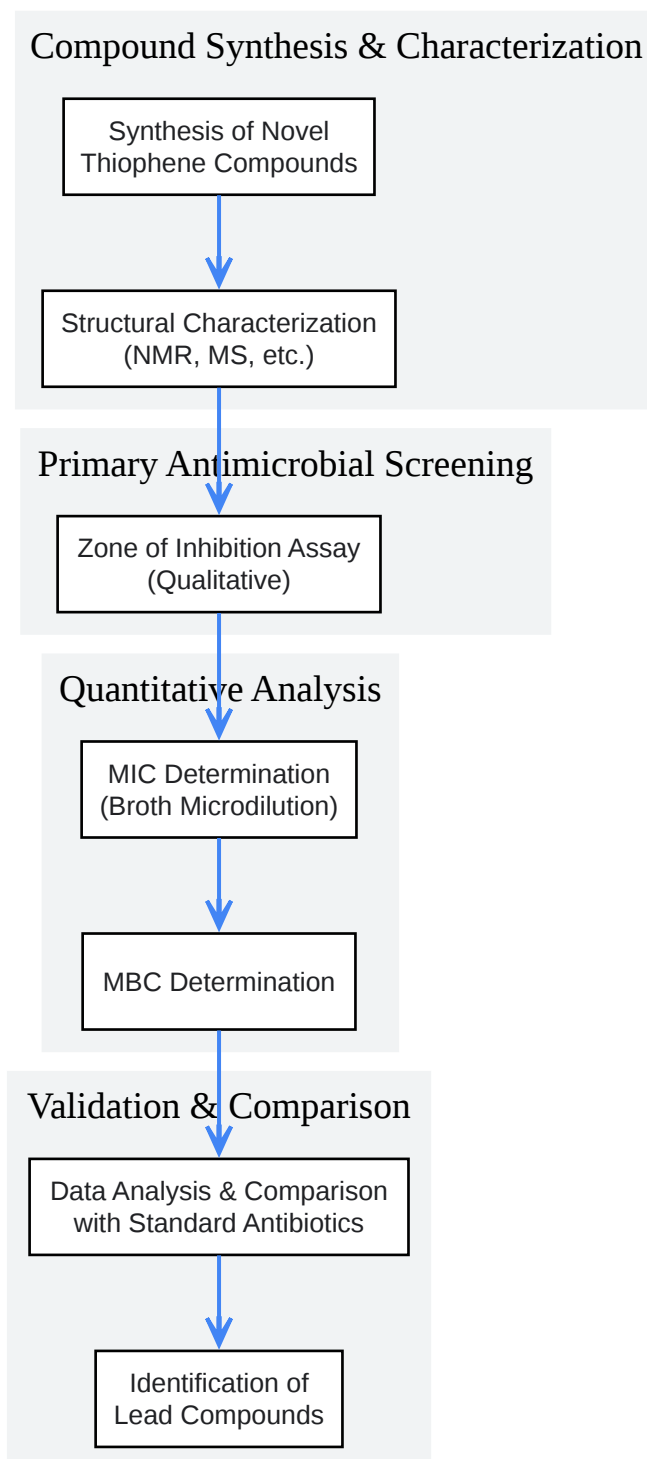 Compound Synthesis & Characterization
Synthesis of Novel
Thiophene Compounds
Structural Characterization
(NMR, MS, etc.)
Primary Antimicrobial Screening
Zone of Inhibition Assay
(Qualitative)
Quantitative Analysis
MIC Determination
(Broth Microdilution)
MBC Determination
Validation & Comparison
Data Analysis & Comparison
with Standard Antibiotics
Identification of
Lead Compounds